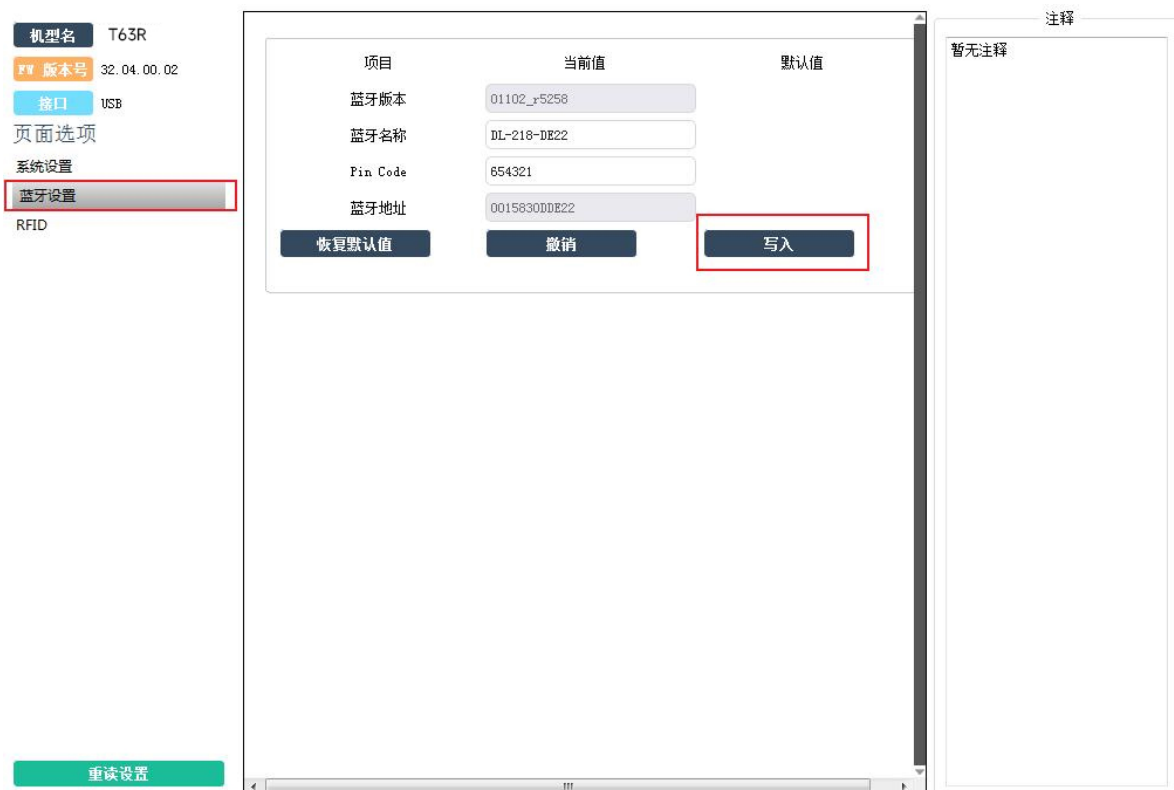 机型名 T63R
FW 版本号 32.04.00.02
接口 USB
页面选项
系统设置
蓝牙设置
RFID
重读设置
项目 当前值 默认值
蓝牙版本 01102_r5258
蓝牙名称 DL-218-DE22
Pin Code 654321
蓝牙地址 0015830DDE22
恢复默认值 撤销 写入
注释
暂无注释